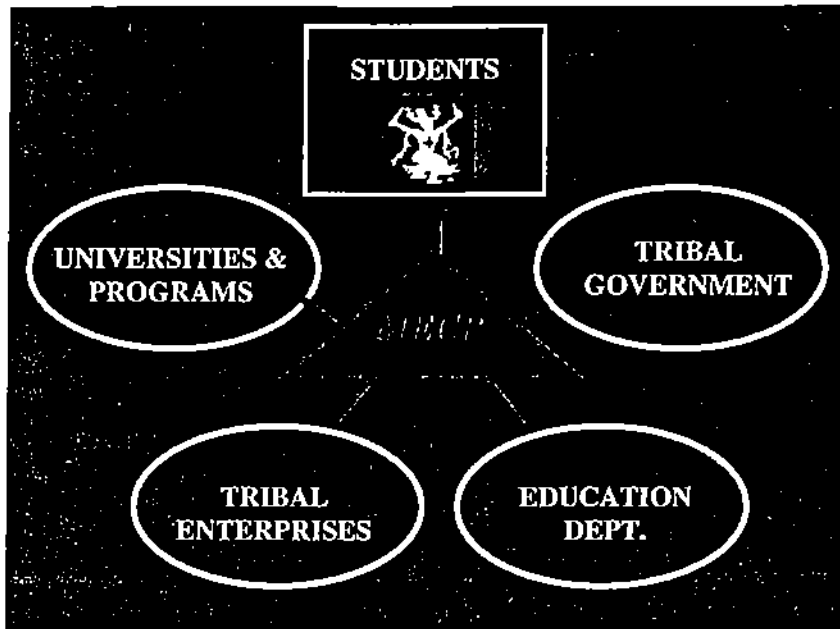 STUDENTS
UNIVERSITIES &
PROGRAMS
TRIBAL
GOVERNMENT
TRIBAL
ENTERPRISES
EDUCATION
DEPT.